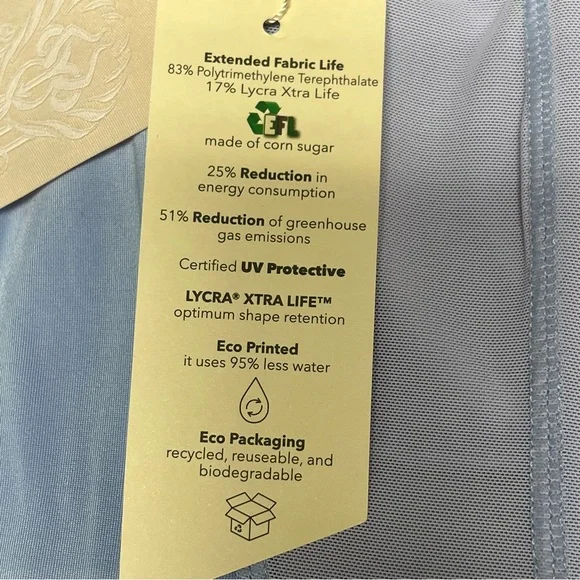 Extended Fabric Life
83% Polytrimethylene Terephthalate
17% Lycra Xtra Life
EFL
made of corn sugar
25% Reduction in
energy consumption
51% Reduction of greenhouse
gas emissions
Certified UV Protective
LYCRA® XTRA LIFE™
optimum shape retention
Eco Printed
it uses 95% less water
Eco Packaging
recycled, reuseable, and
biodegradable